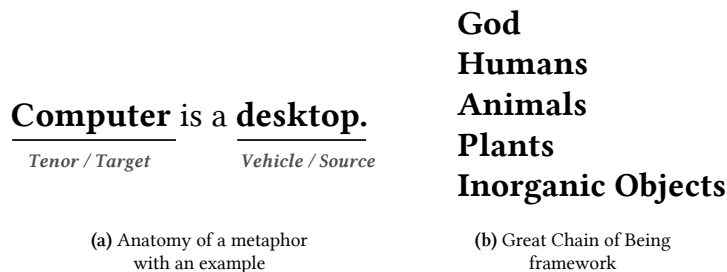 Computer is a desktop.
Tenor / Target
Vehicle / Source
(a) Anatomy of a metaphor
with an example
God
Humans
Animals
Plants
Inorganic Objects
(b) Great Chain of Being
framework